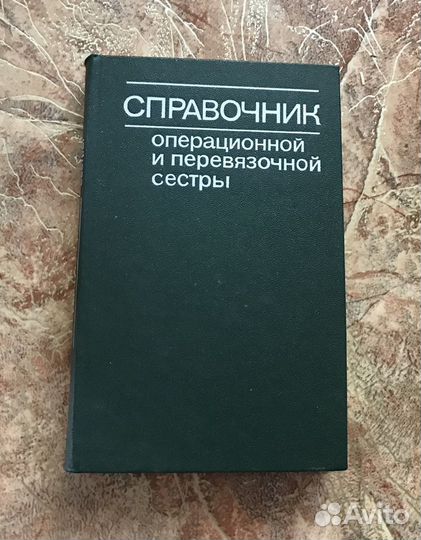 СПРАВОЧНИК
операционной
и перевязочной
сестры
Avito